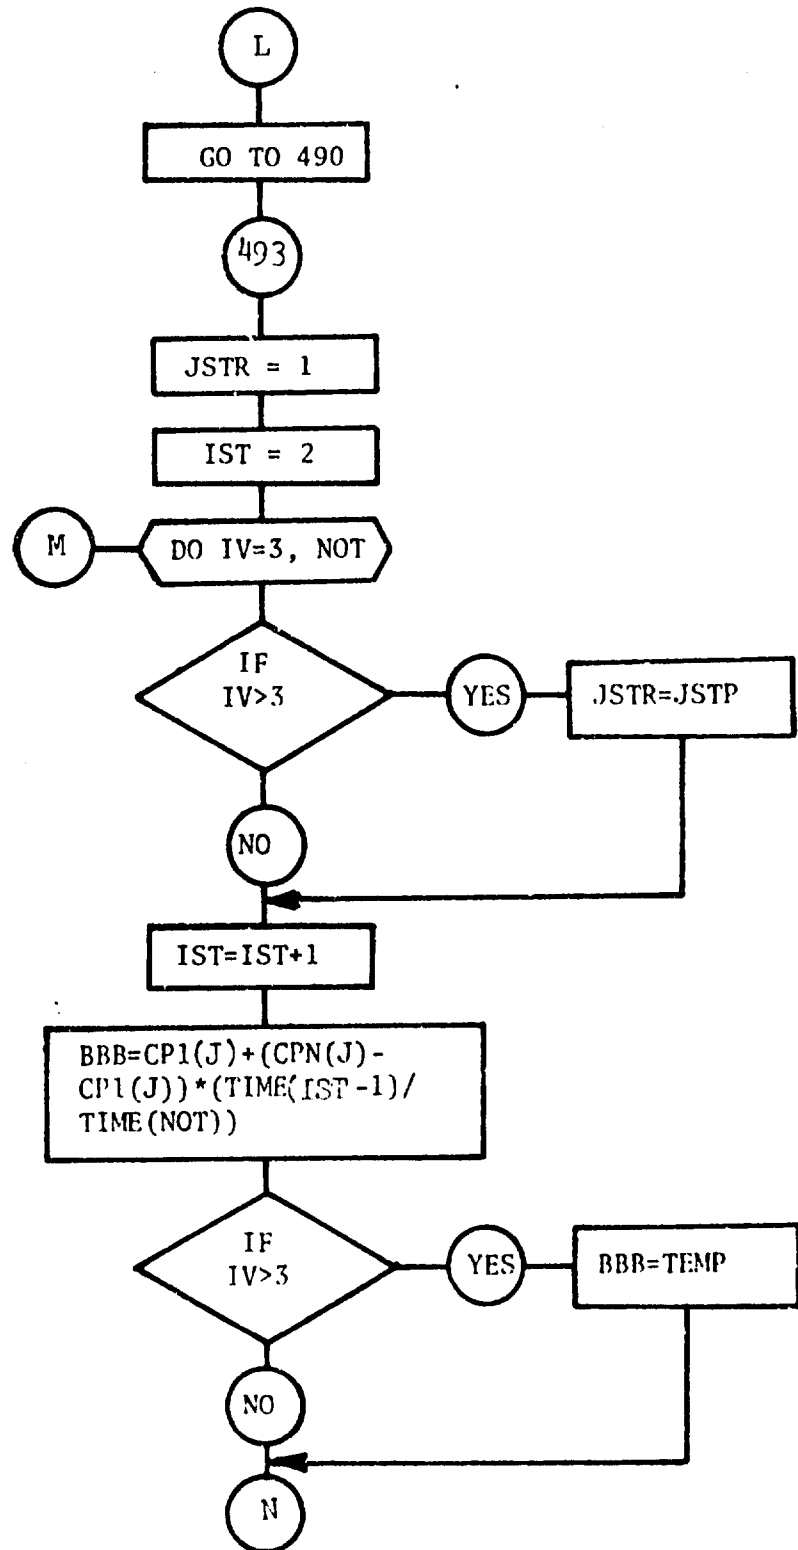 L
GO TO 490
493
JSTR = 1
IST = 2
M
DO IV=3, NOT
IF
IV>3
YES
JSTR=JSTP
NO
IST=IST+1
BBB=CP1(J)+(CPN(J)-
CP1(J))*(TIME(IST-1)/
TIME(NOT))
IF
IV>3
YES
BBB=TEMP
NO
N